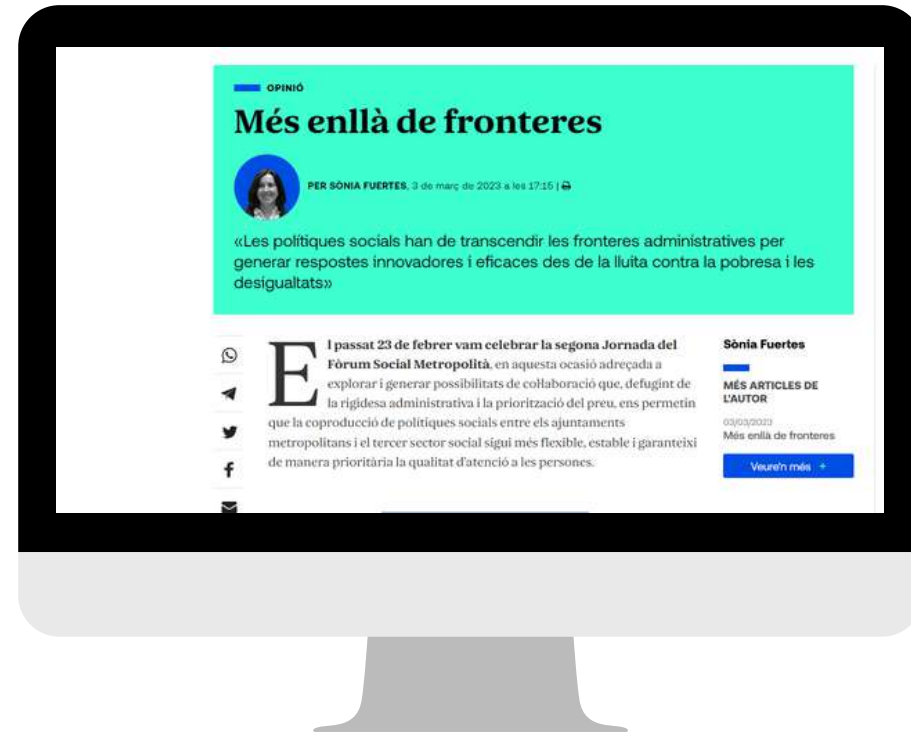 OPINIÓ
Més enllà de fronteres
PER SÒNIA FUERTES, 3 de març de 2023 a les 17:15 |
«Les polítiques socials han de transcendir les fronteres administratives per
generar respostes innovadores i eficaces des de la lluita contra la pobresa i les
desigualtats»
El passat 23 de febrer vam celebrar la segona Jornada del
Fòrum Social Metropolità, en aquesta ocasió adreçada a
explorar i generar possibilitats de col·laboració que, defugint de
la rigidesa administrativa i la priorització del preu, ens permetin
que la coproducció de polítiques socials entre els ajuntaments
metropolitans i el tercer sector social sigui més flexible, estable i garanteixi
de manera prioritària la qualitat d'atenció a les persones.
Sònia Fuertes
MÉS ARTICLES DE
L'AUTOR
03/03/2023
Més enllà de fronteres
Veure'n més +